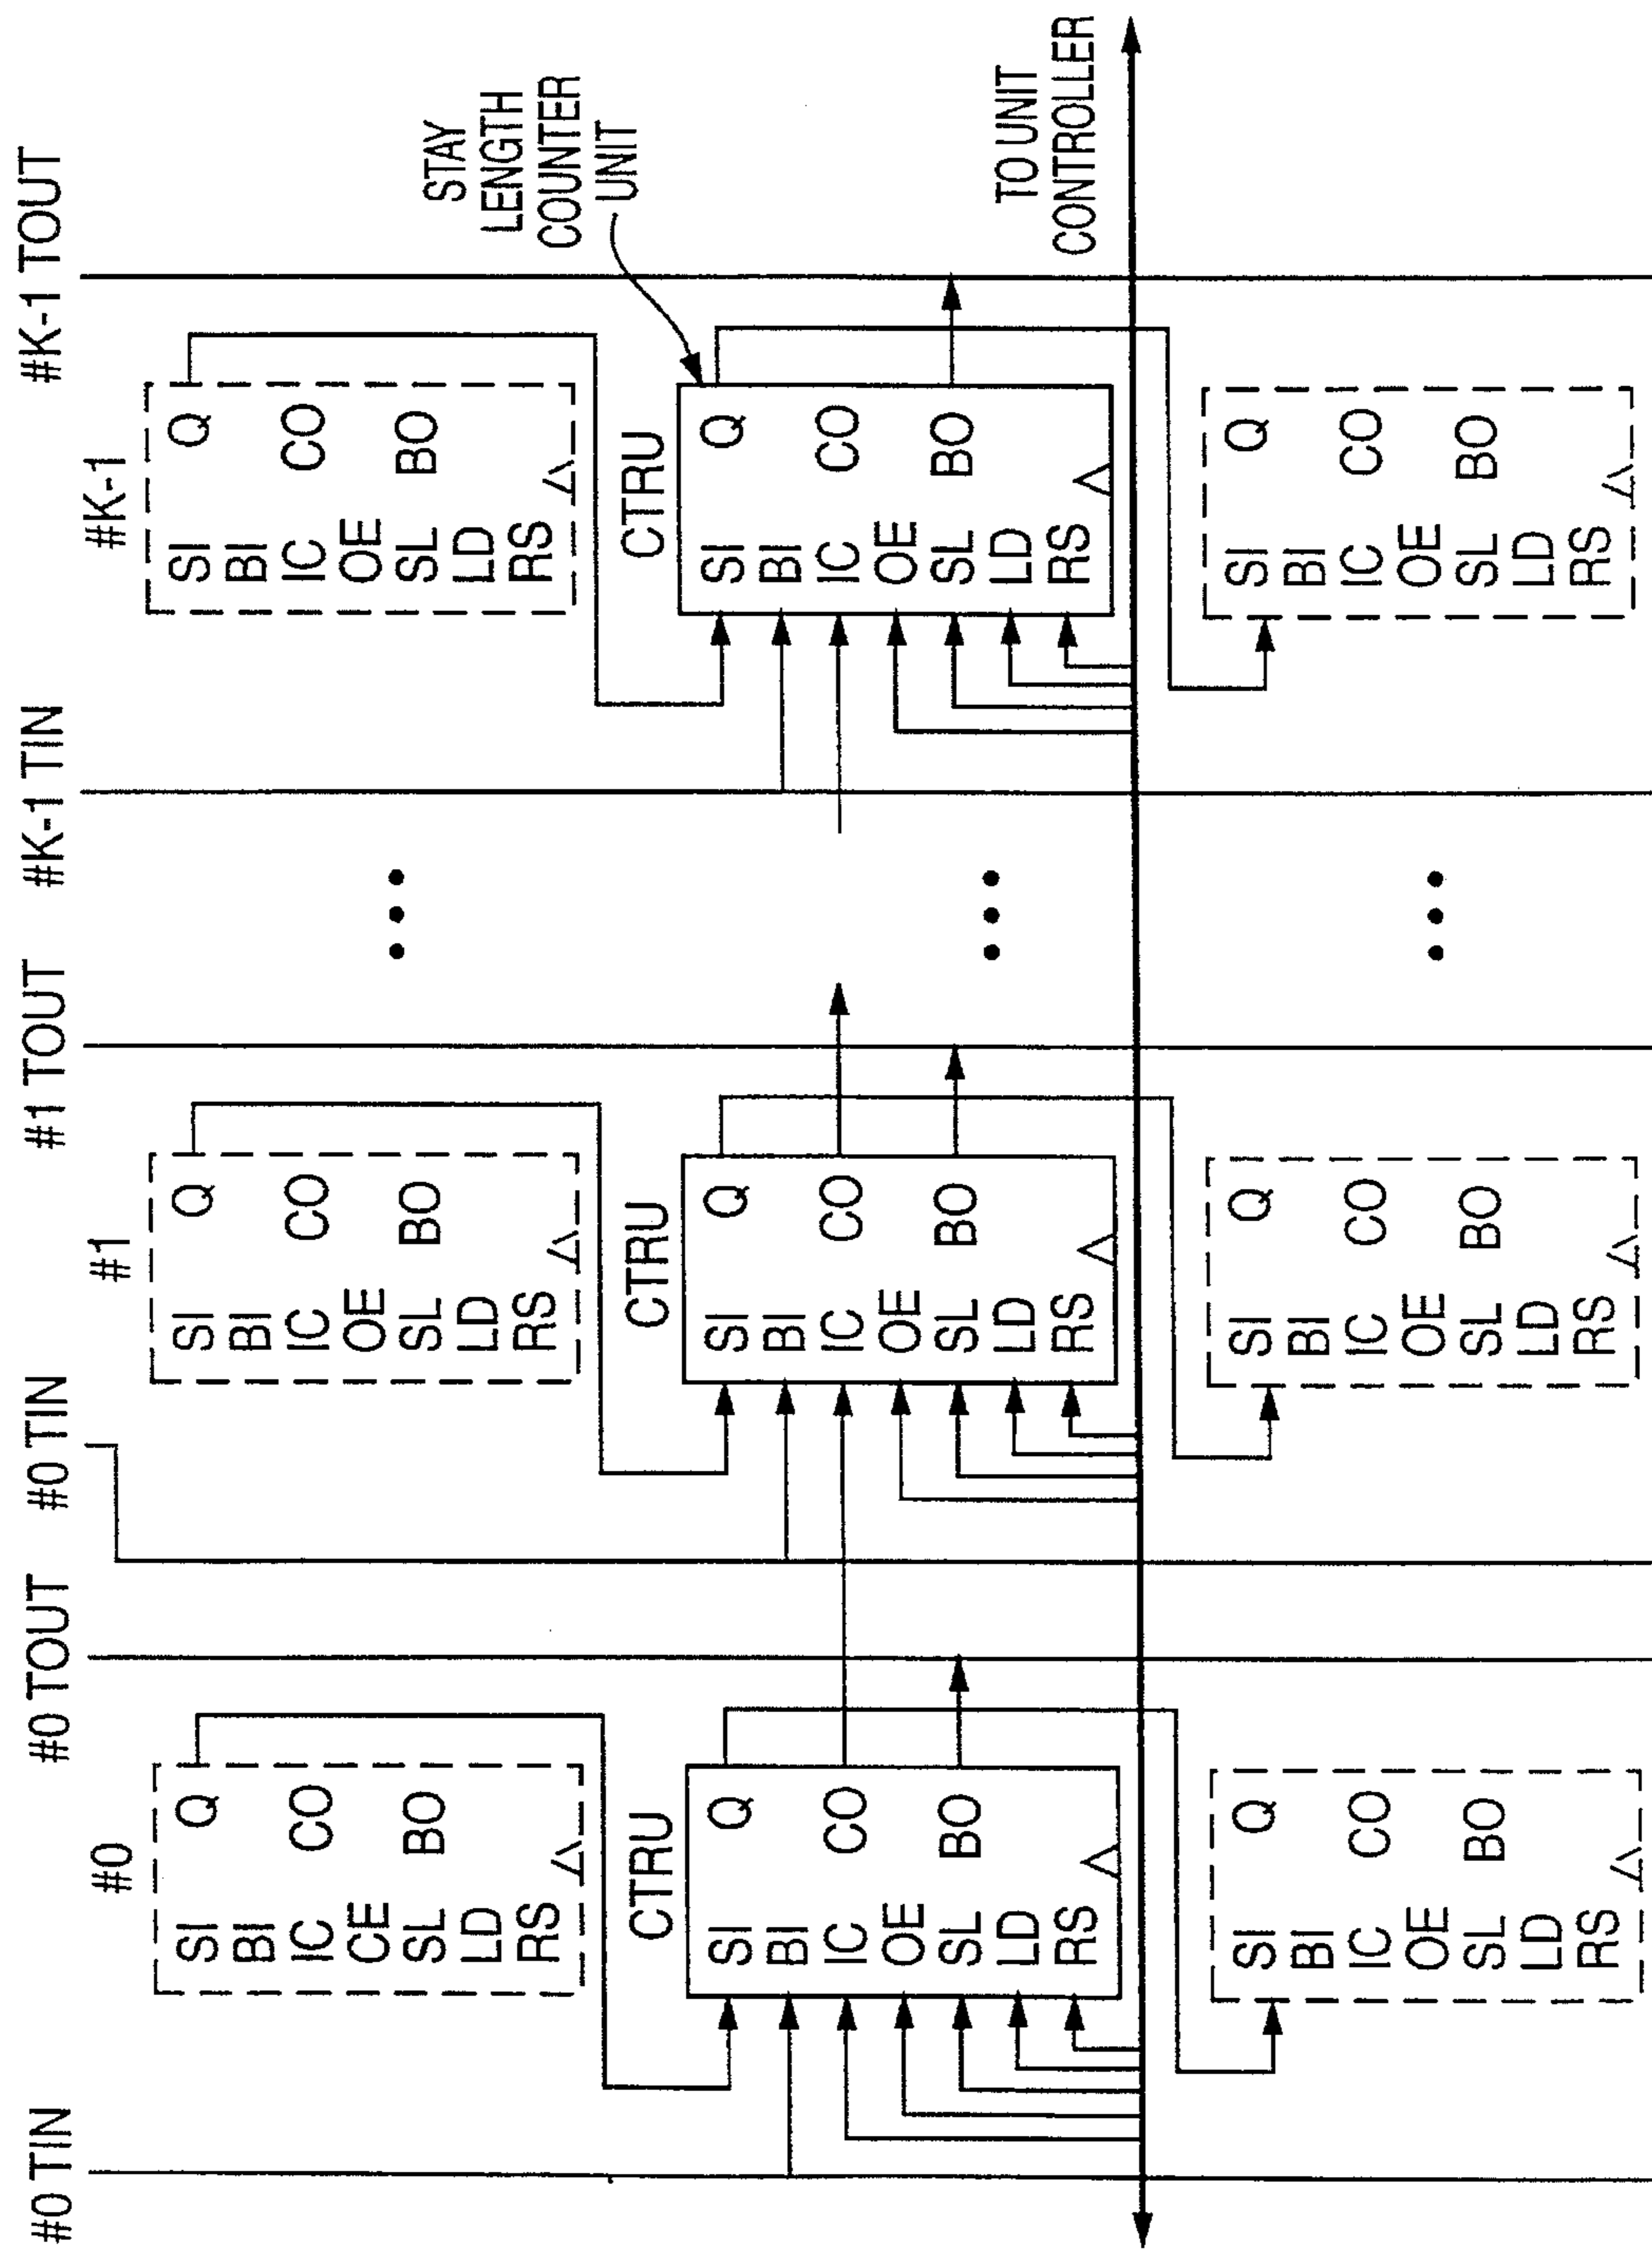 #0 TIN
#0 TOUT
#0 TIN
#1 TOUT
#K-1 TIN
#K-1 TOUT
#0
SI Q
BI
IC CO
CE
SL BO
LD
RS
#1
SI Q
BI
IC CO
OE
SL BO
LD
RS
#K-1
SI Q
BI
IC CO
OE
SL BO
LD
RS
STAY
LENGTH
COUNTER
UNIT
CTRU
SI Q
BI
IC CO
OE
SL BO
LD
RS
CTRU
SI Q
BI
IC CO
OE
SL BO
LD
RS
CTRU
SI Q
BI
IC CO
OE
SL BO
LD
RS
TO UNIT
CONTROLLER
SI Q
BI
IC CO
OE
SL BO
LD
RS
SI Q
BI
IC CO
OE
SL BO
LD
RS
SI Q
BI
IC CO
OE
SL BO
LD
RS